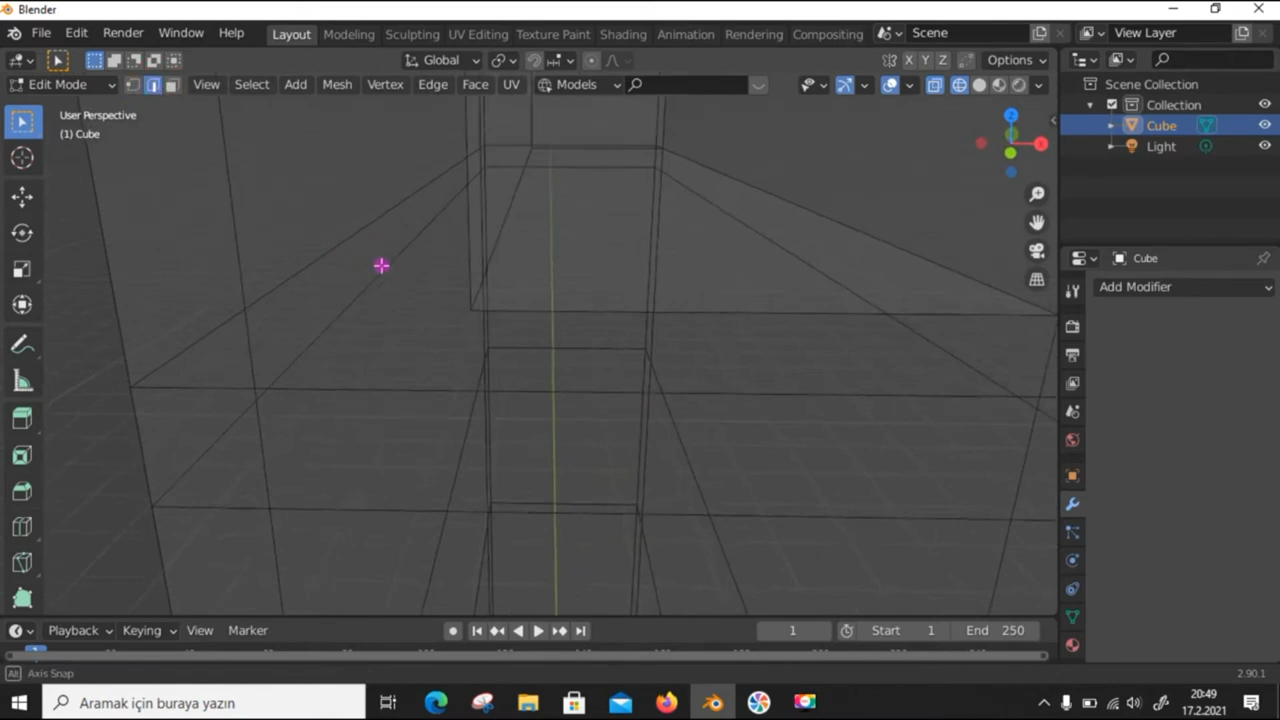 Blender
File Edit Render Window Help Layout Modeling Sculpting UV Editing Texture Paint Shading Animation Rendering Compositing Scene View Layer
Global X Y Z Options
Edit Mode View Select Add Mesh Vertex Edge Face UV Models
User Perspective
(1) Cube
Z
X
Scene Collection
Collection
Cube
Light
Cube
Add Modifier
Playback Keying View Marker 1 Start 1 End 250
Alt Axis Snap 2.90.1
Aramak için buraya yazın
20:49
17.2.2021